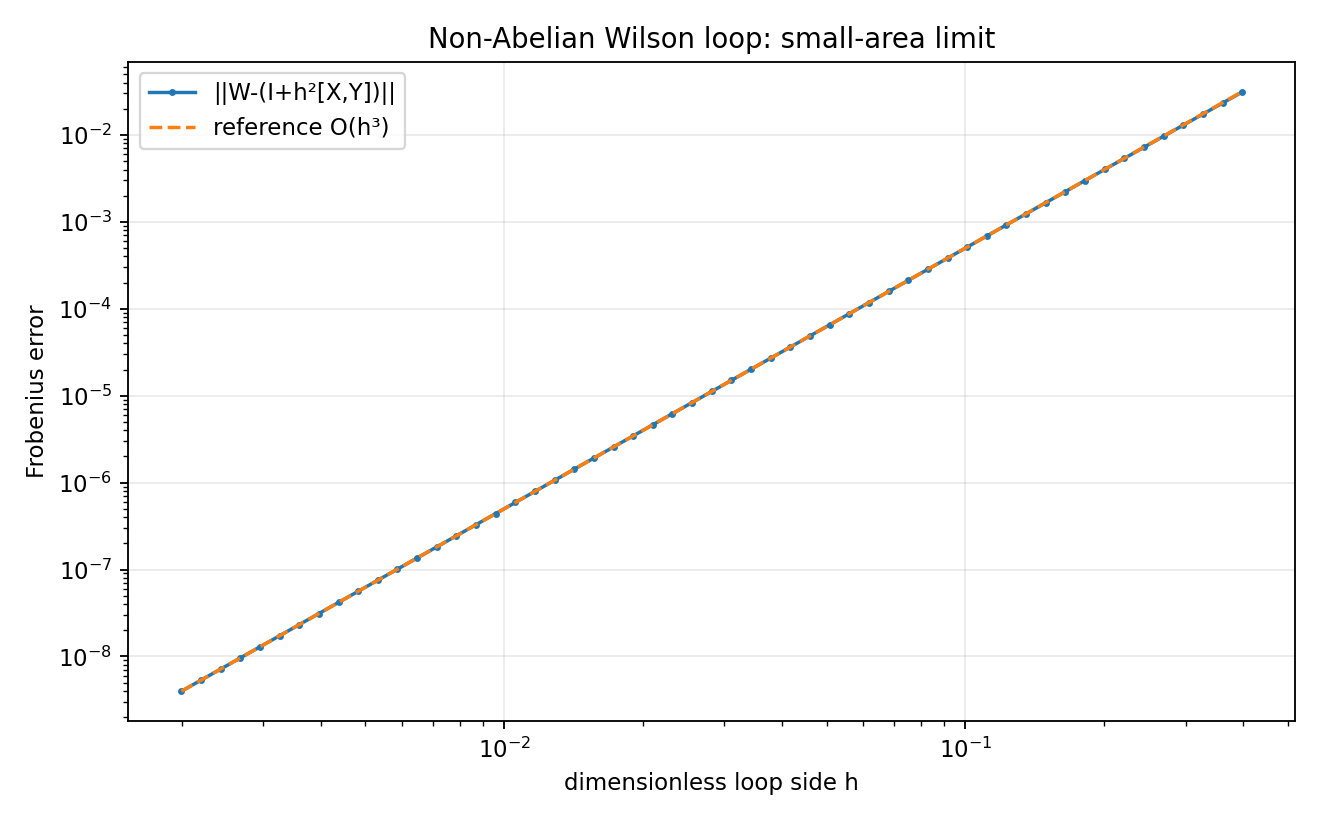 Non-Abelian Wilson loop: small-area limit
||W-(I+h²[X,Y])||
reference O(h³)
Frobenius error
10⁻²
10⁻³
10⁻⁴
10⁻⁵
10⁻⁶
10⁻⁷
10⁻⁸
10⁻²
10⁻¹
dimensionless loop side h